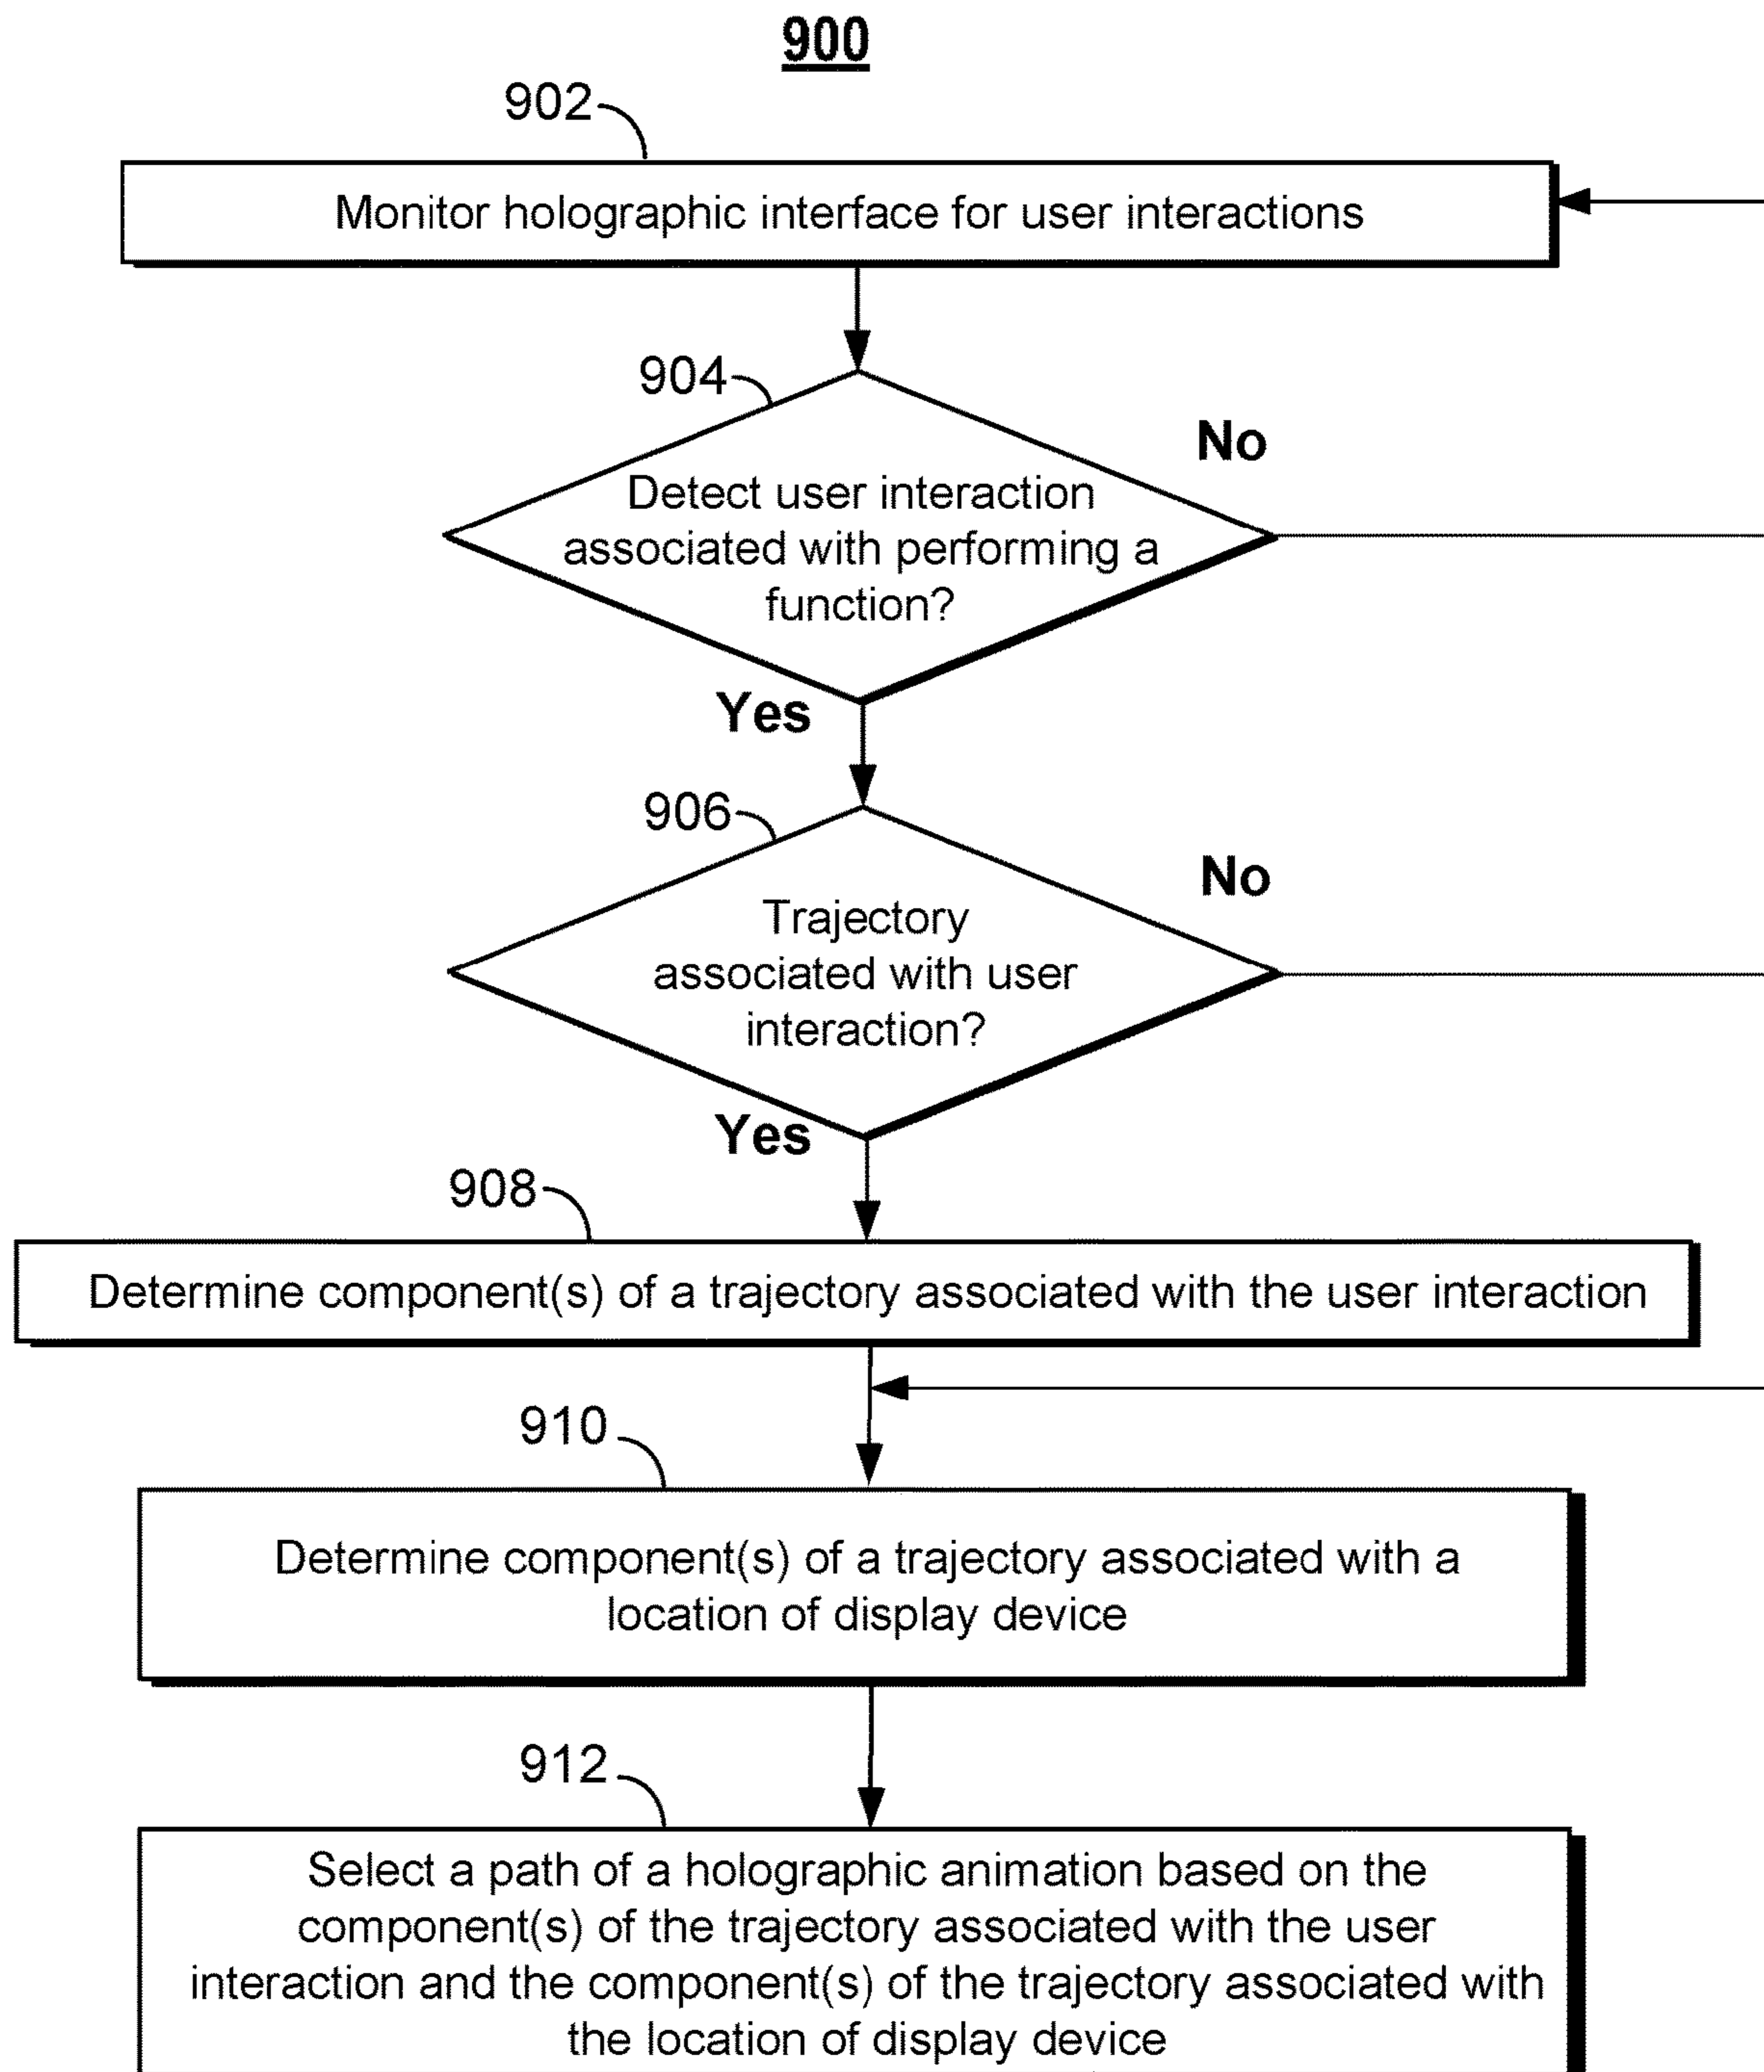 900
902
Monitor holographic interface for user interactions
904
No
Detect user interaction
associated with performing a
function?
Yes
906
No
Trajectory
associated with user
interaction?
Yes
908
Determine component(s) of a trajectory associated with the user interaction
910
Determine component(s) of a trajectory associated with a
location of display device
912
Select a path of a holographic animation based on the
component(s) of the trajectory associated with the user
interaction and the component(s) of the trajectory associated with
the location of display device